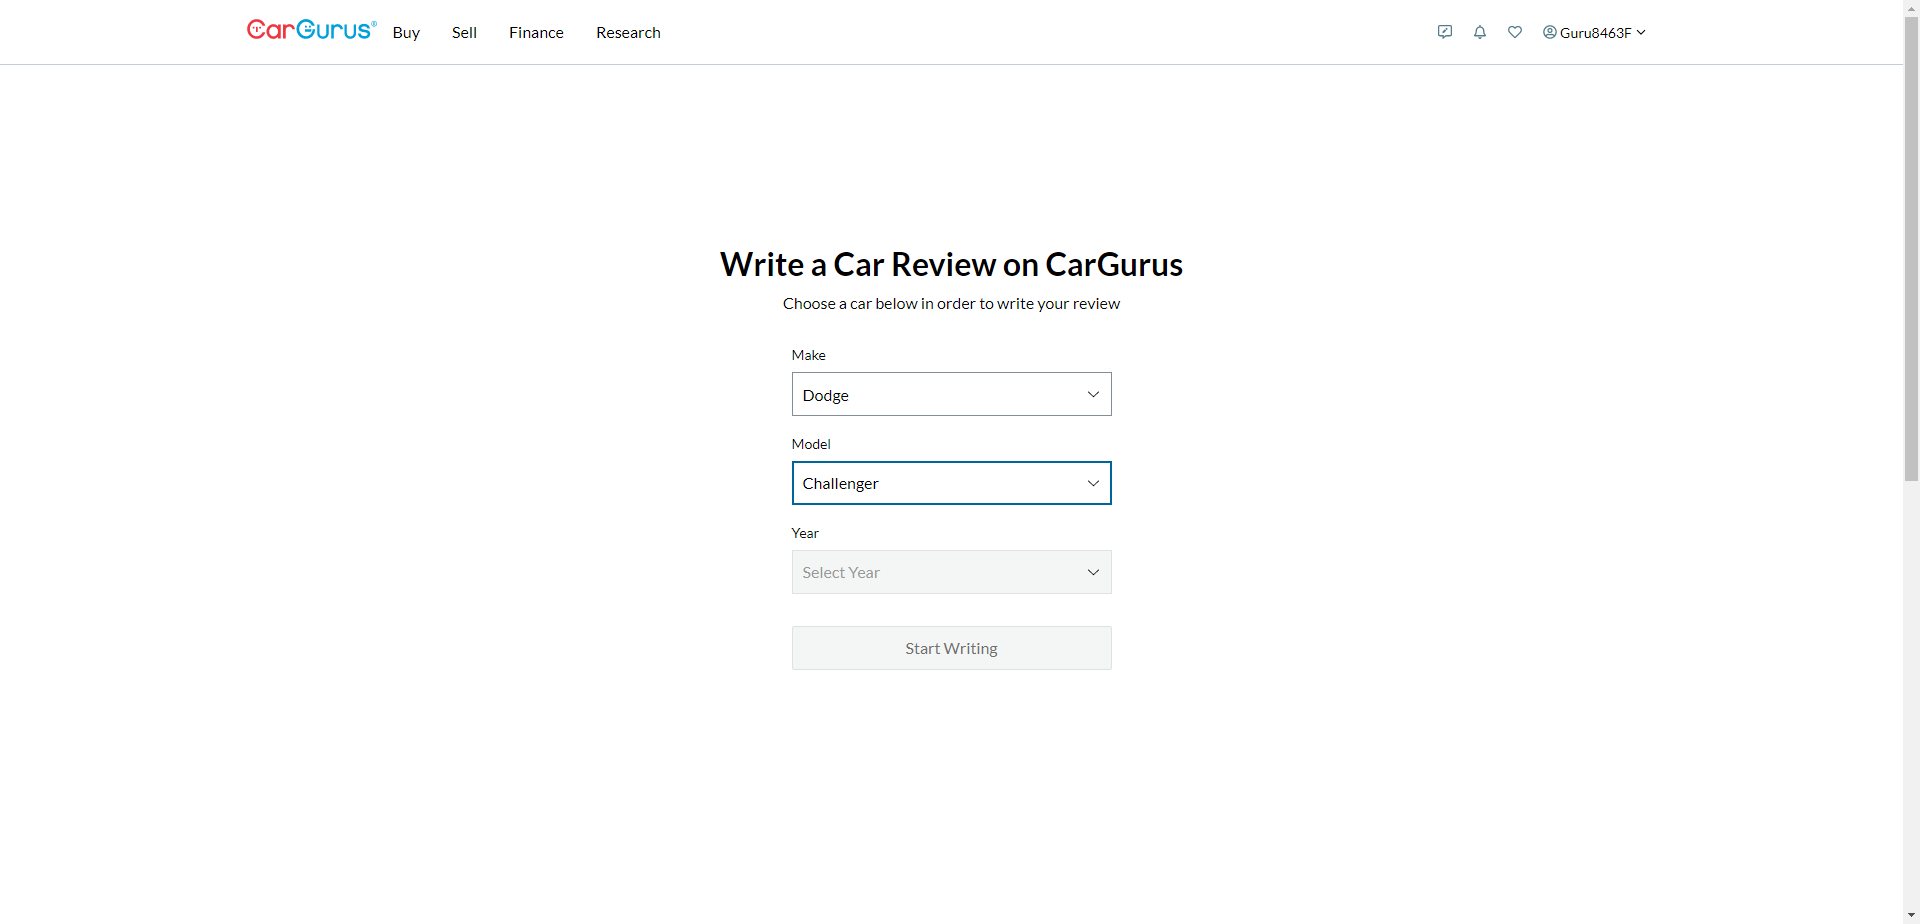 CarGurus®
Buy
Sell
Finance
Research
Guru8463F
Write a Car Review on CarGurus
Choose a car below in order to write your review
Make
Dodge
Model
Challenger
Year
Select Year
Start Writing